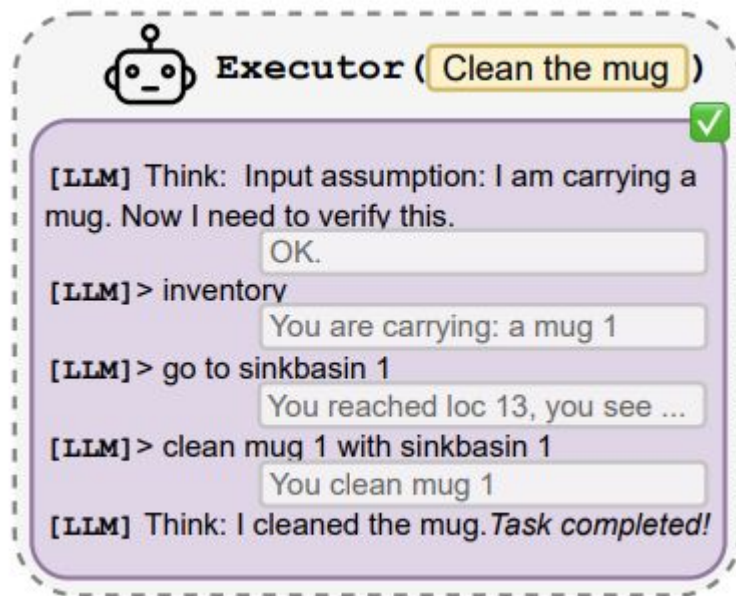 Executor( Clean the mug )
[LLM] Think: Input assumption: I am carrying a
mug. Now I need to verify this.
OK.
[LLM]> inventory
You are carrying: a mug 1
[LLM]> go to sinkbasin 1
You reached loc 13, you see ...
[LLM]> clean mug 1 with sinkbasin 1
You clean mug 1
[LLM] Think: I cleaned the mug. Task completed!